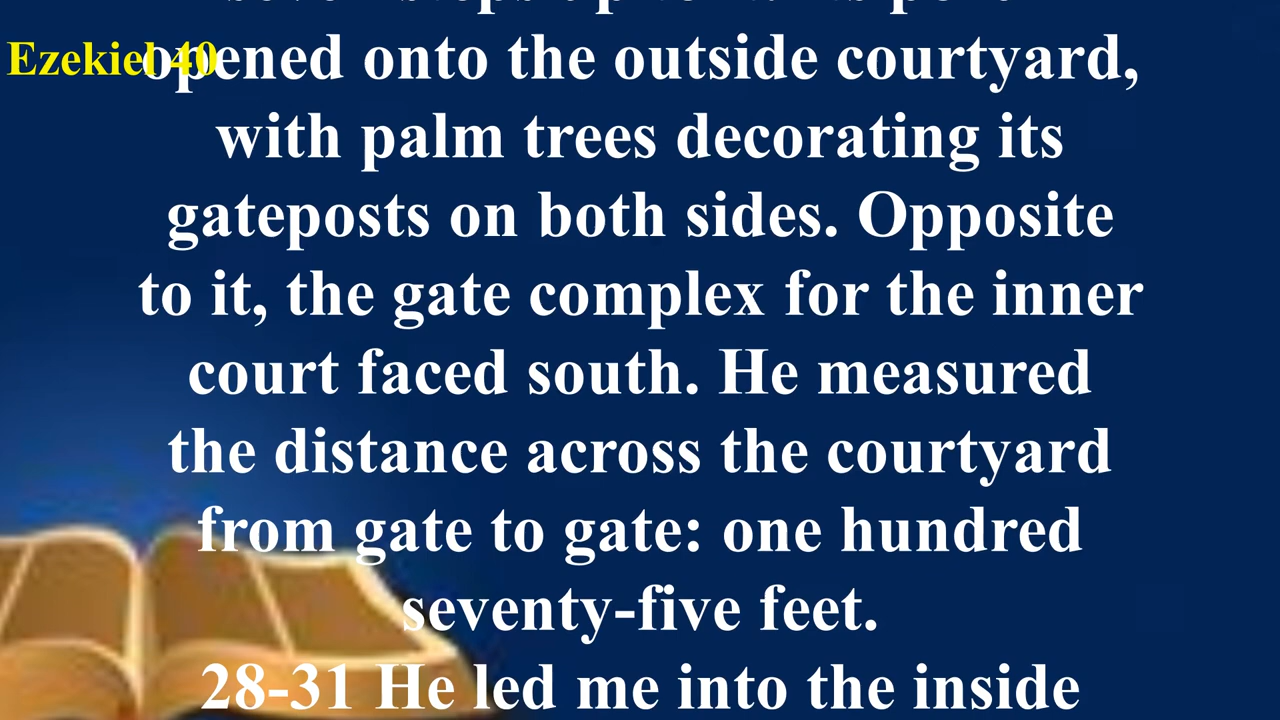 Ezekiel 40
opened onto the outside courtyard,
with palm trees decorating its
gateposts on both sides. Opposite
to it, the gate complex for the inner
court faced south. He measured
the distance across the courtyard
from gate to gate: one hundred
seventy-five feet.
28-31 He led me into the inside